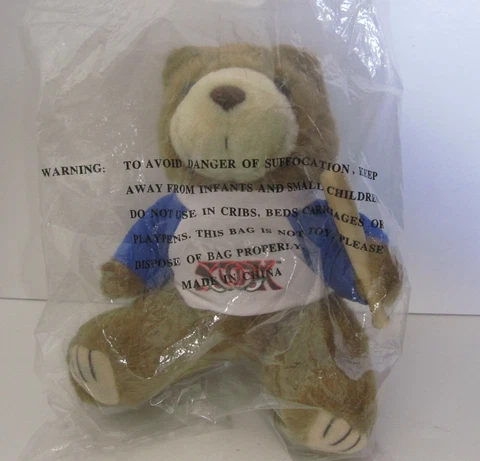 WARNING: TO AVOID DANGER OF SUFFOCATION, KEEP
AWAY FROM INFANTS AND SMALL CHILDREN
DO NOT USE IN CRIBS, BEDS CARRIAGES OR
PLAYPENS. THIS BAG IS NOT TOY, PLEASE
DISPOSE OF BAG PROPERLY.
MADE IN CHINA